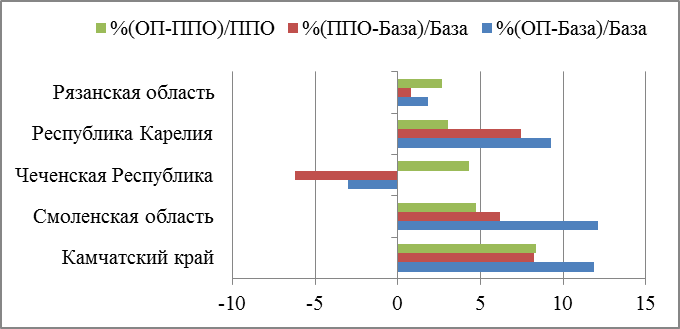 %(ОП-ППО)/ППО %(ППО-База)/База %(ОП-База)/База
Рязанская область
Республика Карелия
Чеченская Республика
Смоленская область
Камчатский край
-10 -5 0 5 10 15